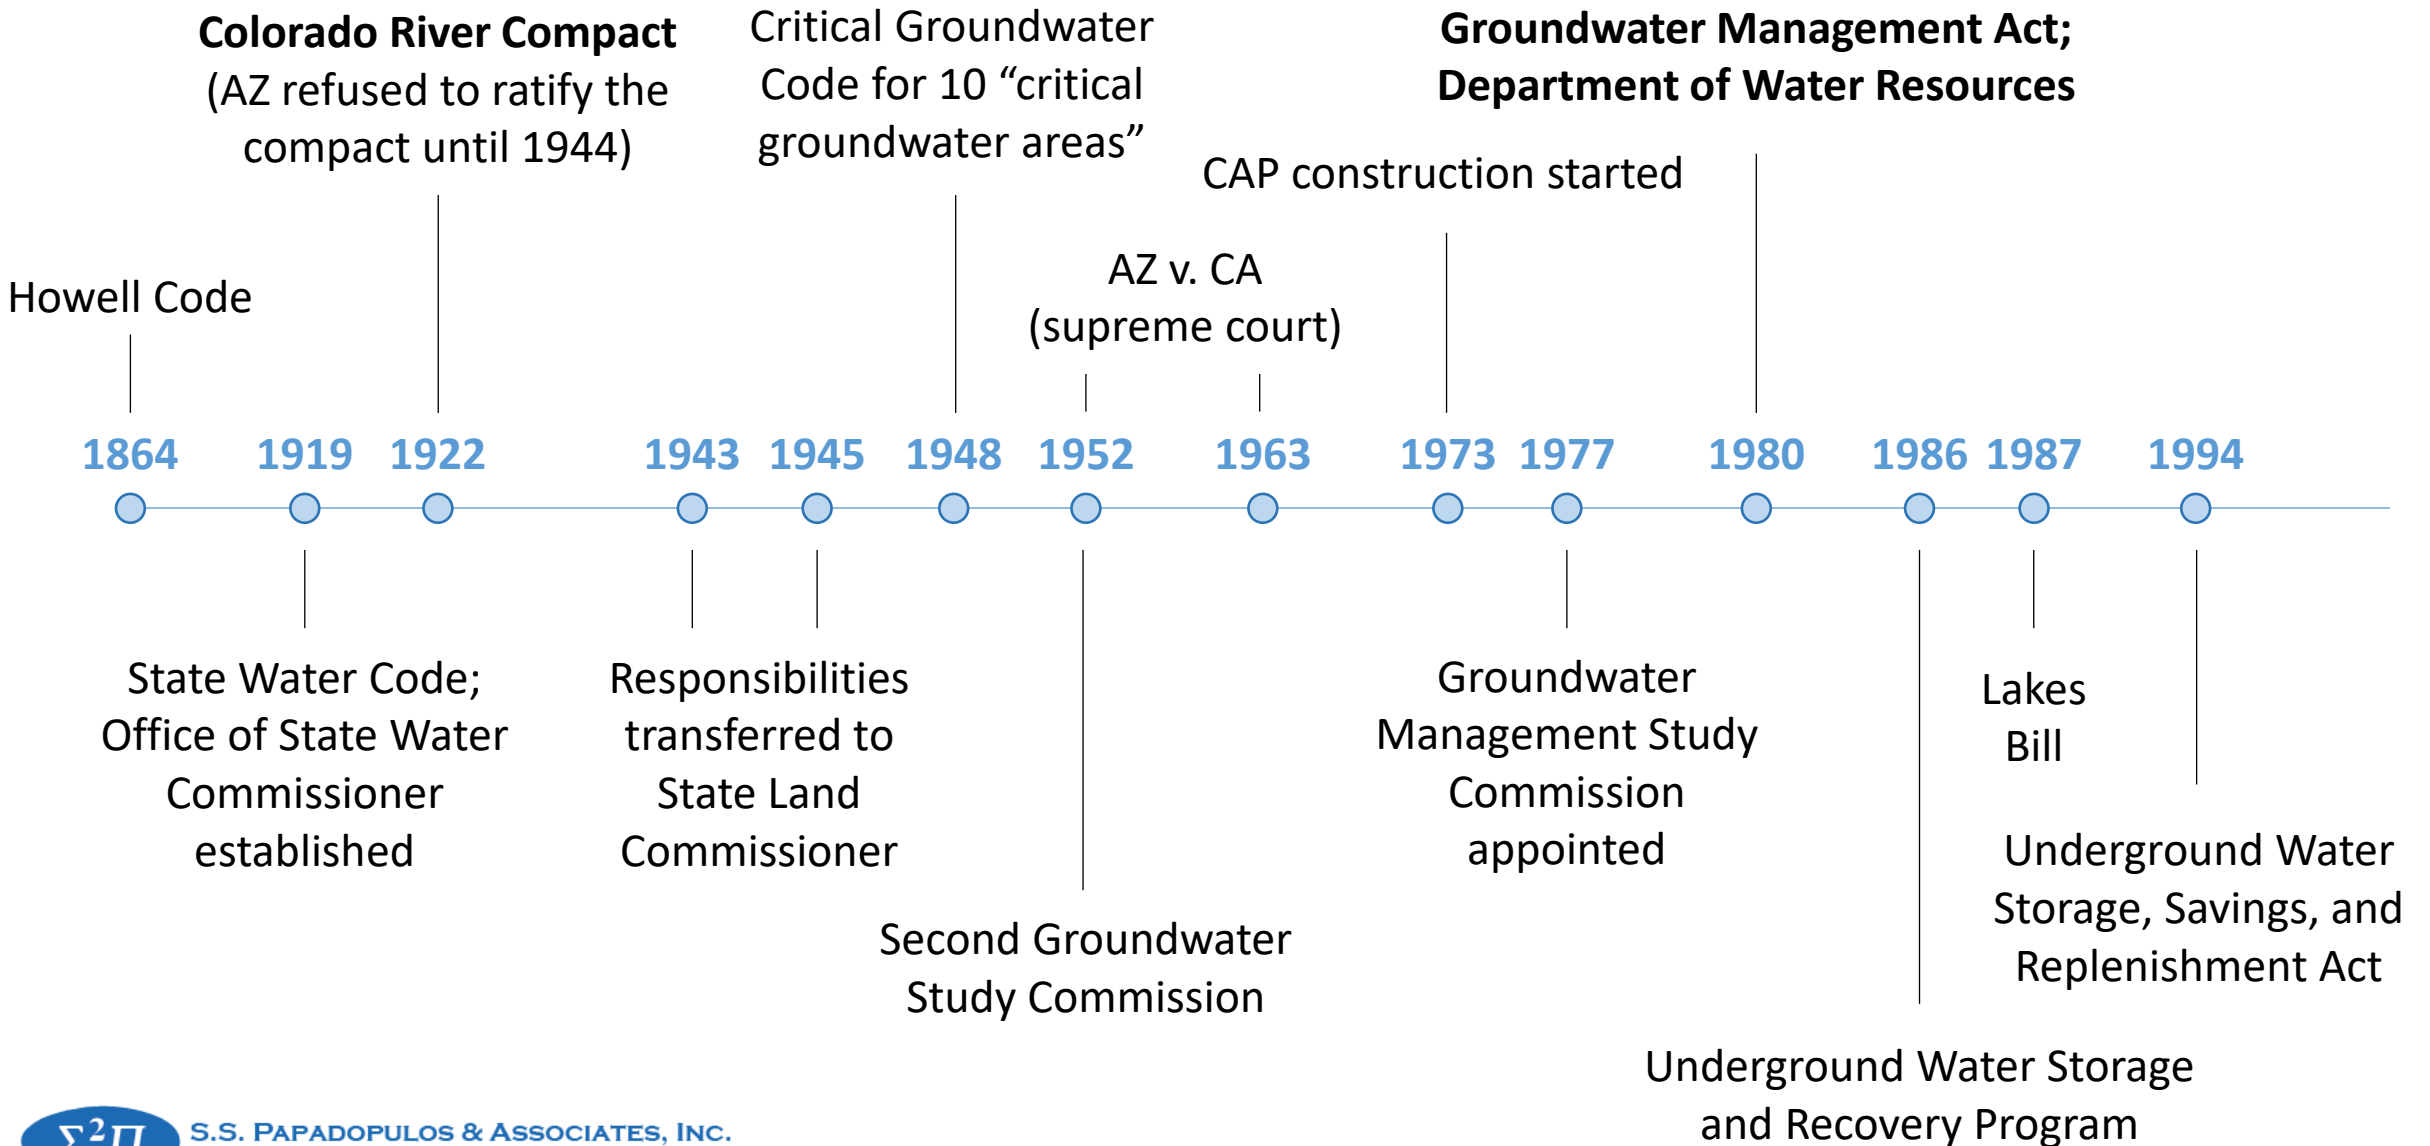 Colorado River Compact
(AZ refused to ratify the
compact until 1944)
Critical Groundwater
Code for 10 “critical
groundwater areas”
Groundwater Management Act;
Department of Water Resources
CAP construction started
AZ v. CA
(supreme court)
Howell Code
1864
1919
1922
1943
1945
1948
1952
1963
1973
1977
1980
1986
1987
1994
State Water Code;
Office of State Water
Commissioner
established
Responsibilities
transferred to
State Land
Commissioner
Second Groundwater
Study Commission
Groundwater
Management Study
Commission
appointed
Lakes
Bill
Underground Water
Storage, Savings, and
Replenishment Act
Underground Water Storage
and Recovery Program
Σ²Π
S.S. PAPADOPULOS & ASSOCIATES, INC.